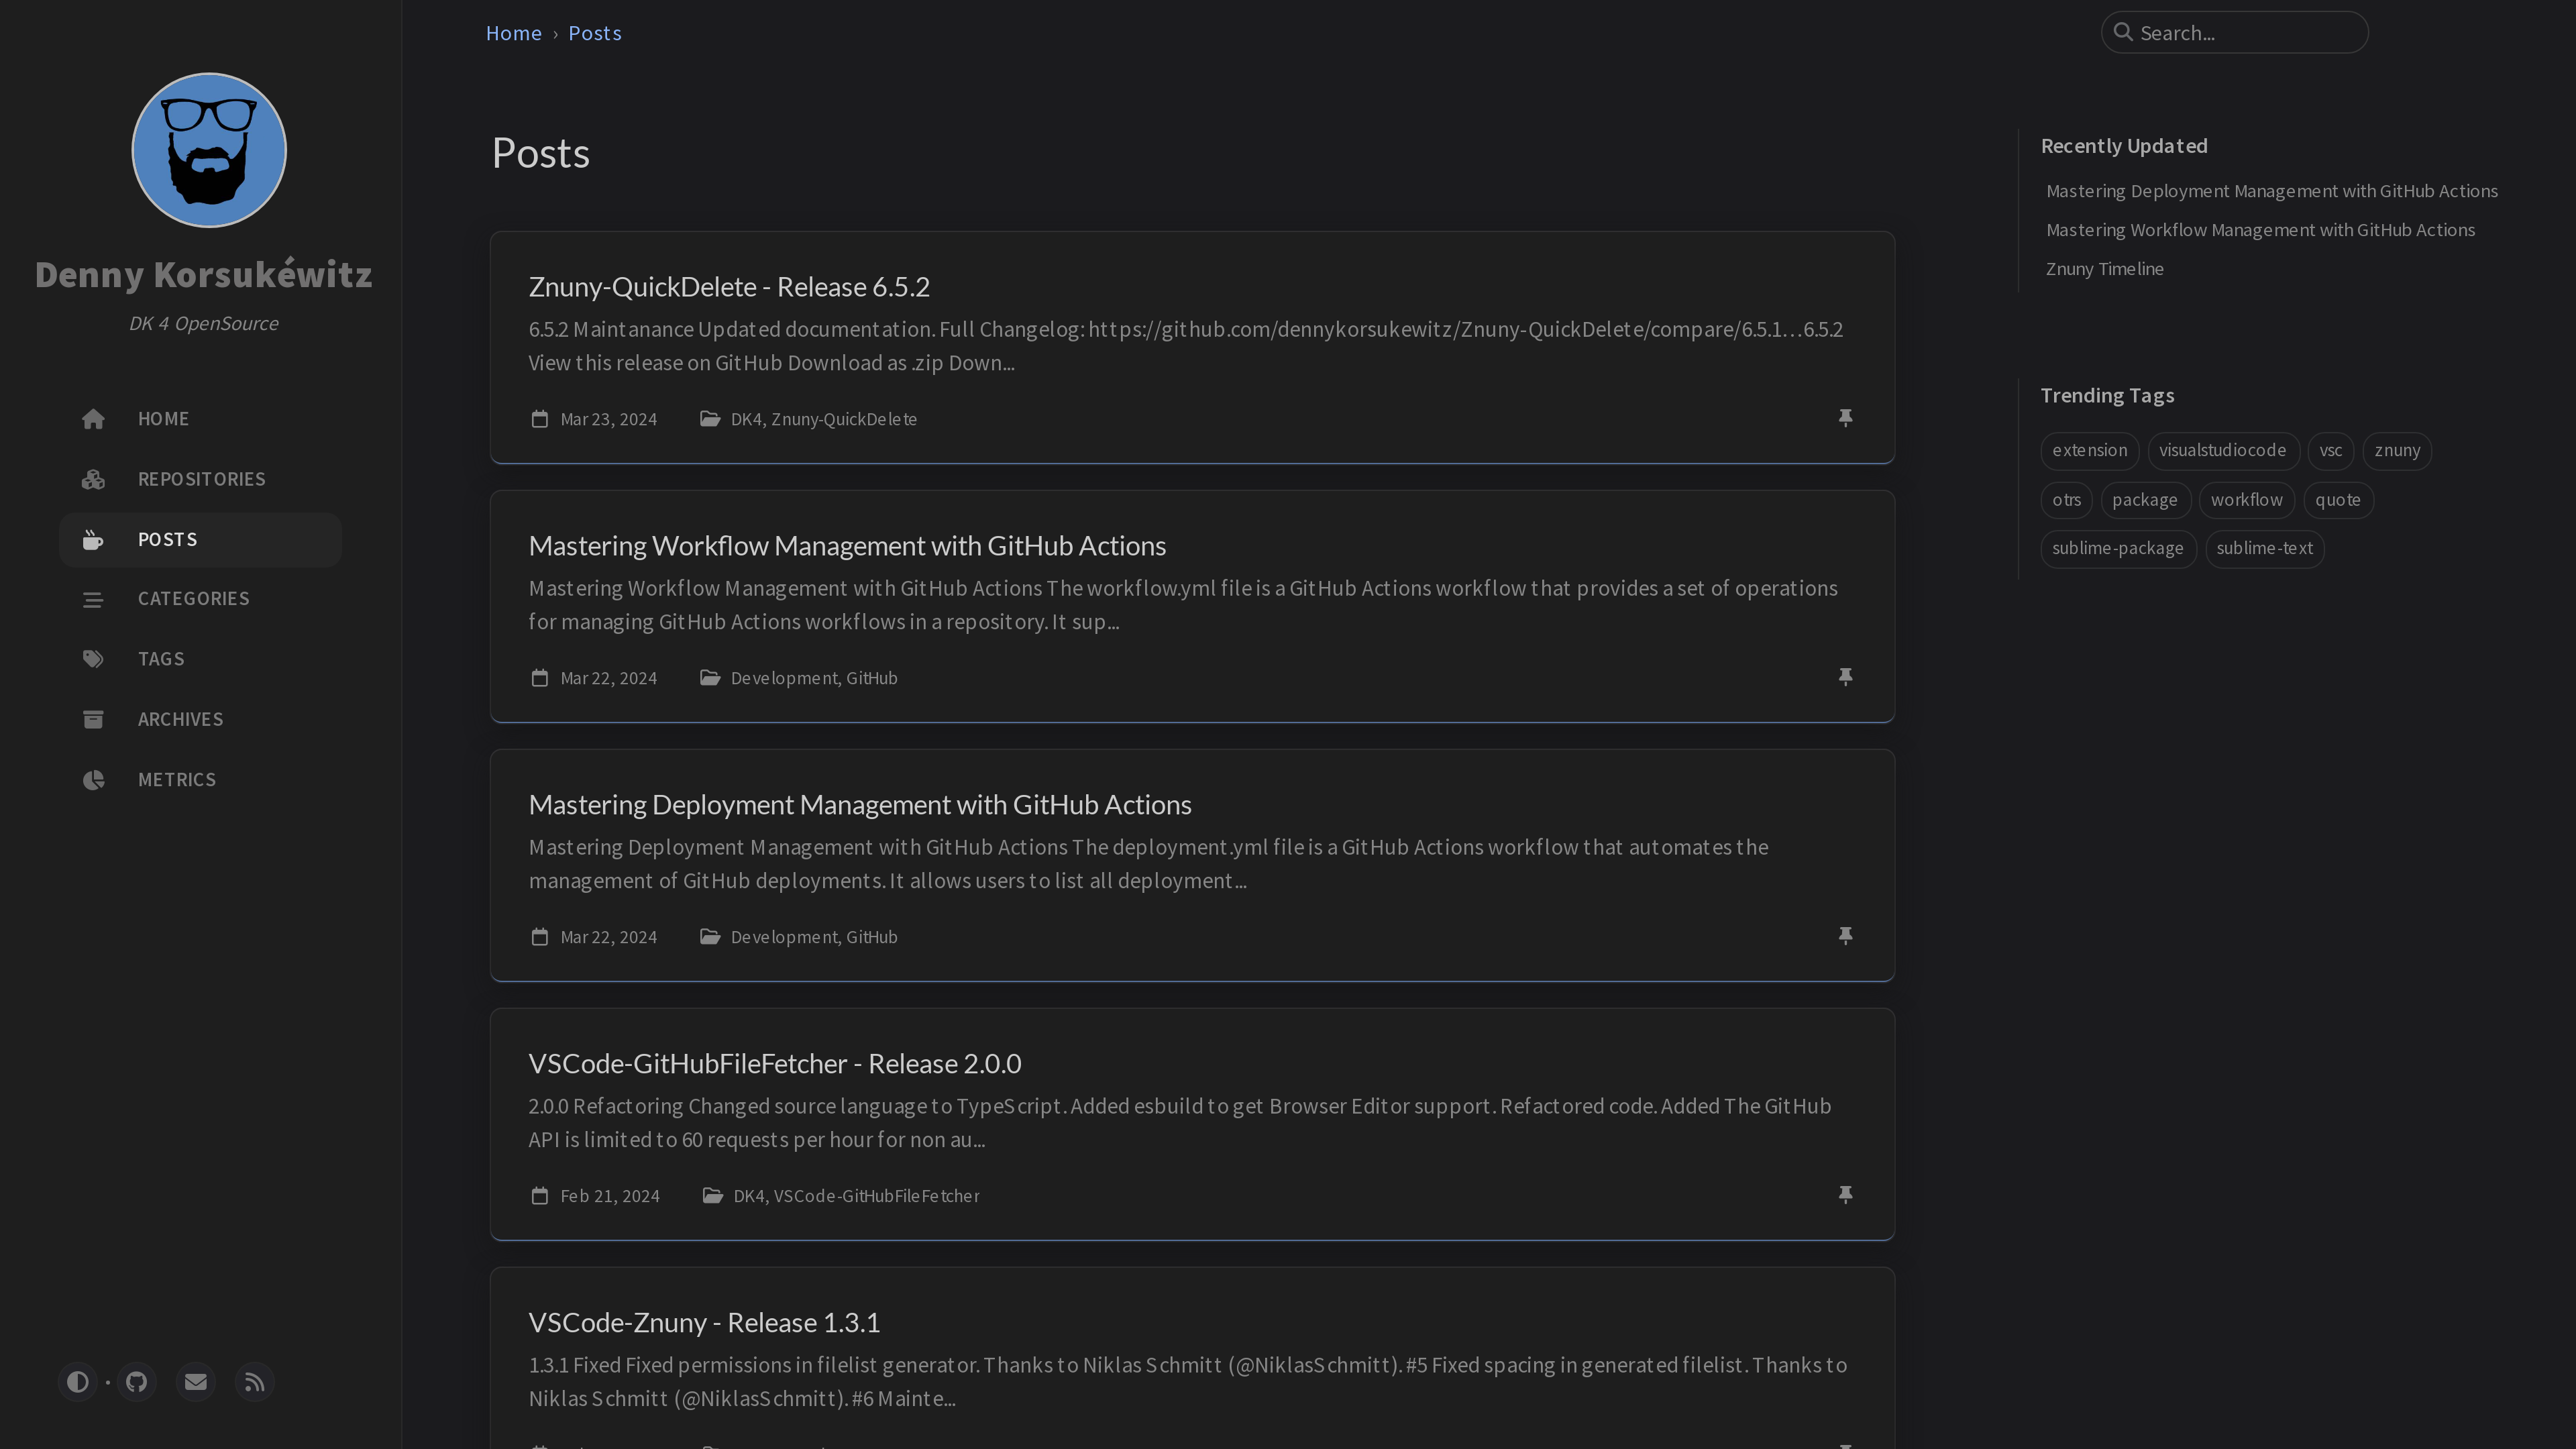 Denny Korsukéwitz
DK 4 OpenSource
HOME
REPOSITORIES
POSTS
CATEGORIES
TAGS
ARCHIVES
METRICS
Home › Posts
Search...
Posts
Znuny-QuickDelete - Release 6.5.2
6.5.2 Maintanance Updated documentation. Full Changelog: https://github.com/dennykorsukewitz/Znuny-QuickDelete/compare/6.5.1…6.5.2
View this release on GitHub Download as .zip Down...
Mar 23, 2024 DK4, Znuny-QuickDelete
Mastering Workflow Management with GitHub Actions
Mastering Workflow Management with GitHub Actions The workflow.yml file is a GitHub Actions workflow that provides a set of operations
for managing GitHub Actions workflows in a repository. It sup...
Mar 22, 2024 Development, GitHub
Mastering Deployment Management with GitHub Actions
Mastering Deployment Management with GitHub Actions The deployment.yml file is a GitHub Actions workflow that automates the
management of GitHub deployments. It allows users to list all deployment...
Mar 22, 2024 Development, GitHub
VSCode-GitHubFileFetcher - Release 2.0.0
2.0.0 Refactoring Changed source language to TypeScript. Added esbuild to get Browser Editor support. Refactored code. Added The GitHub
API is limited to 60 requests per hour for non au...
Feb 21, 2024 DK4, VSCode-GitHubFileFetcher
VSCode-Znuny - Release 1.3.1
1.3.1 Fixed Fixed permissions in filelist generator. Thanks to Niklas Schmitt (@NiklasSchmitt). #5 Fixed spacing in generated filelist. Thanks to
Niklas Schmitt (@NiklasSchmitt). #6 Mainte...
Recently Updated
Mastering Deployment Management with GitHub Actions
Mastering Workflow Management with GitHub Actions
Znuny Timeline
Trending Tags
extension visualstudiocode vsc znuny
otrs package workflow quote
sublime-package sublime-text